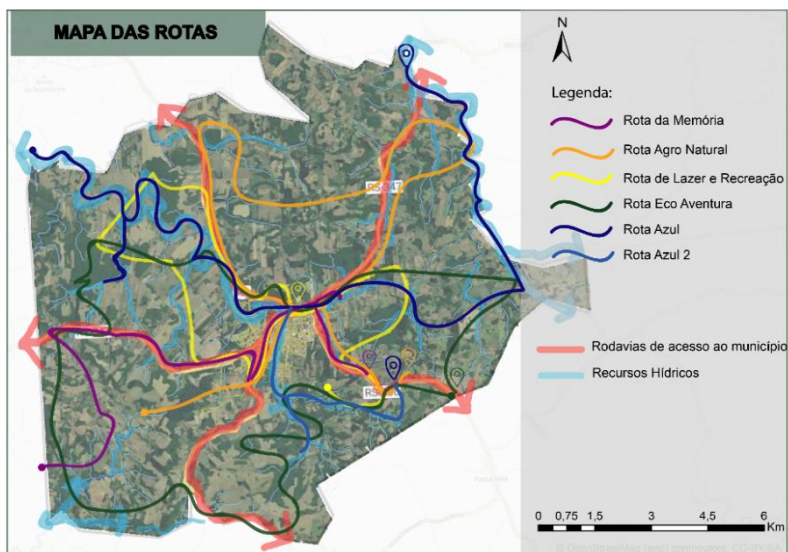 MAPA DAS ROTAS
N
Legenda:
Rota da Memória
Rota Agro Natural
Rota de Lazer e Recreação
Rota Eco Aventura
Rota Azul
Rota Azul 2
Rodavias de acesso ao município
Recursos Hídricos
0 0,75 1,5 3 4,5 6
Km